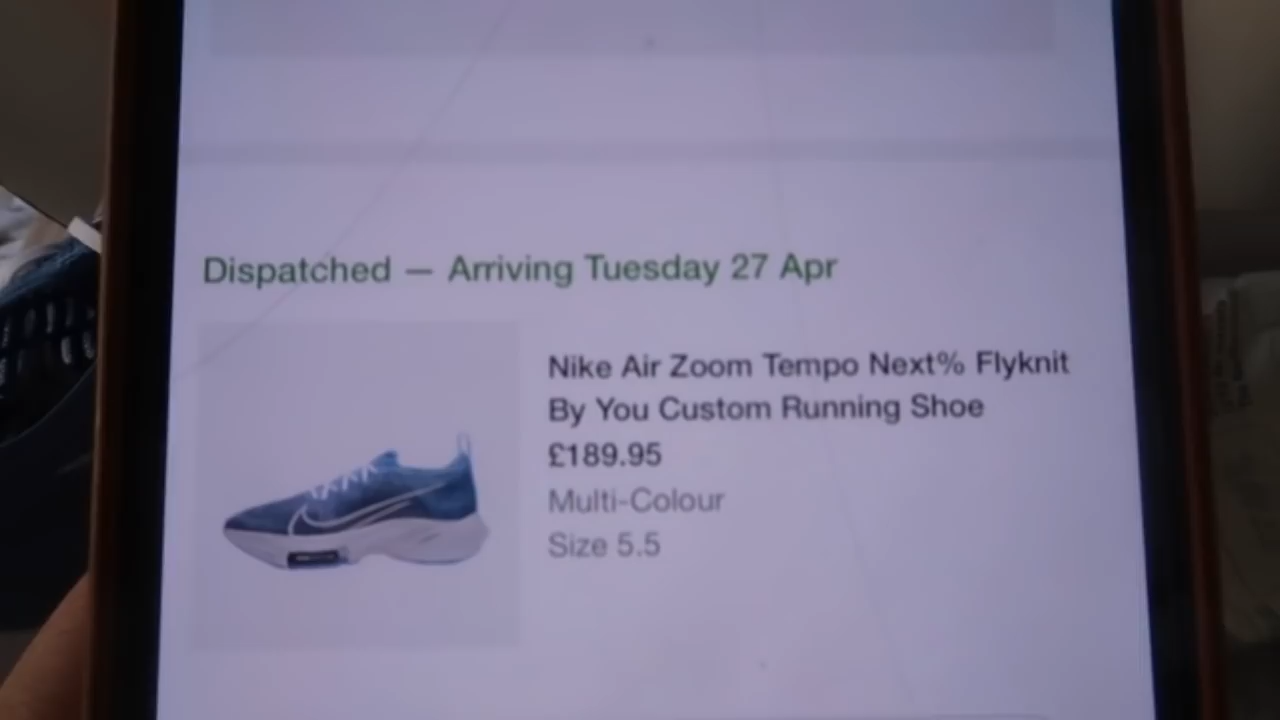 Dispatched — Arriving Tuesday 27 Apr
Nike Air Zoom Tempo Next% Flyknit
By You Custom Running Shoe
£189.95
Multi-Colour
Size 5.5